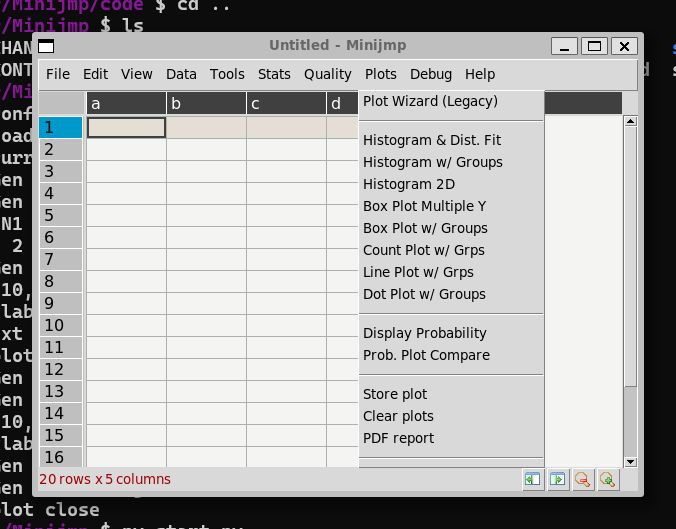 /Minijmp/code $ cd ..
/Minijmp $ ls
Untitled - Minijmp
File Edit View Data Tools Stats Quality Plots Debug Help
a b c d
Plot Wizard (Legacy)
1
2
3
4
5
6
7
8
9
10
11
12
13
14
15
16
Histogram & Dist. Fit
Histogram w/ Groups
Histogram 2D
Box Plot Multiple Y
Box Plot w/ Groups
Count Plot w/ Grps
Line Plot w/ Grps
Dot Plot w/ Groups
Display Probability
Prob. Plot Compare
Store plot
Clear plots
PDF report
20 rows x 5 columns
lot close